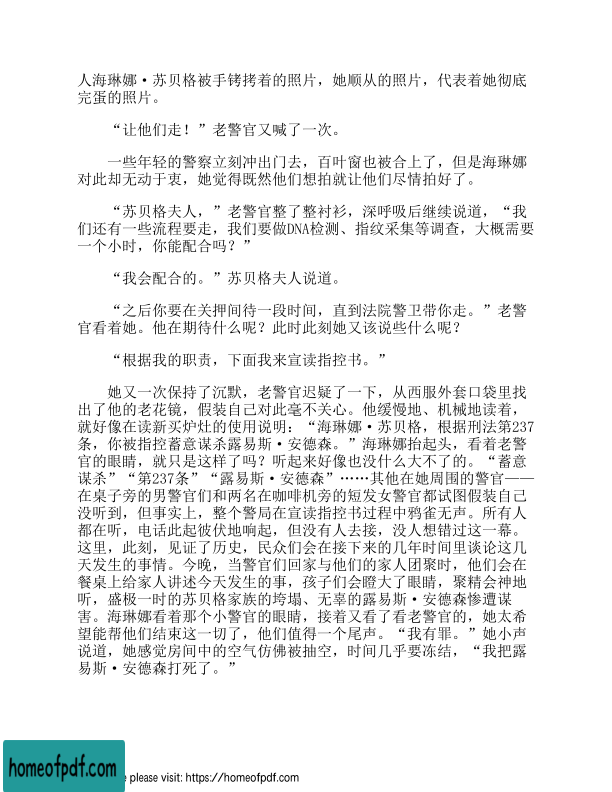 人海琳娜·苏贝格被手铐拷着的照片，她顺从的照片，代表着她彻底
完蛋的照片。
“让他们走！”老警官又喊了一次。
一些年轻的警察立刻冲出门去，百叶窗也被合上了，但是海琳娜
对此却无动于衷，她觉得既然他们想拍就让他们尽情拍好了。
“苏贝格夫人，”老警官整了整衬衫，深呼吸后继续说道，“我
们还有一些流程要走，我们要做DNA检测、指纹采集等调查，大概需要
一个小时，你能配合吗？”
“我会配合的。”苏贝格夫人说道。
“之后你要在关押间待一段时间，直到法院警卫带你走。”老警
官看着她。他在期待什么呢？此时此刻她又该说些什么呢？
“根据我的职责，下面我来宣读指控书。”
她又一次保持了沉默，老警官迟疑了一下，从西服外套口袋里找
出了他的老花镜，假装自己对此毫不关心。他缓慢地、机械地读着，
就好像在读新买炉灶的使用说明：“海琳娜·苏贝格，根据刑法第237
条，你被指控蓄意谋杀露易斯·安德森。”海琳娜抬起头，看着老警
官的眼睛，就只是这样了吗？听起来好像也没什么大不了的。“蓄意
谋杀”“第237条”“露易斯·安德森”……其他在她周围的警官——
在桌子旁的男警官们和两名在咖啡机旁的短发女警官都试图假装自己
没听到，但事实上，整个警局在宣读指控书过程中鸦雀无声。所有人
都在听，电话此起彼伏地响起，但没有人去接，没人想错过这一幕。
这里，此刻，见证了历史，民众们会在接下来的几年时间里谈论这几
天发生的事情。今晚，当警官们回家与他们的家人团聚时，他们会在
餐桌上给家人讲述今天发生的事，孩子们会瞪大了眼睛，聚精会神地
听，盛极一时的苏贝格家族的垮塌、无辜的露易斯·安德森惨遭谋
害。海琳娜看着那个小警官的眼睛，接着又看了看老警官的，她太希
望能帮他们结束这一切了，他们值得一个尾声。“我有罪。”她小声
说道，她感觉房间中的空气仿佛被抽空，时间几乎要冻结，“我把露
易斯·安德森打死了。”
homeofpdf.com
please visit: https://homeofpdf.com